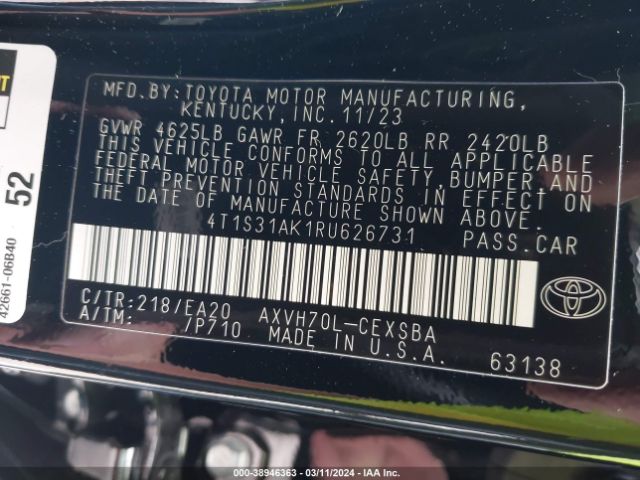 MFD.BY:TOYOTA MOTOR MANUFACTURING,
KENTUCKY,INC.11/23
GVWR 4625LB GAWR FR 2620LB RR 2420LB
THIS VEHICLE CONFORMS TO ALL APPLICABLE
FEDERAL MOTOR VEHICLE SAFETY,BUMPER,AND
THEFT PREVENTION STANDARDS IN EFFECT ON
THE DATE OF MANUFACTURE SHOWN ABOVE.
4T1S31AK1RU626731 PASS.CAR
C/TR:218/EA20 AXVH70L-CEXSBA
A/TM: /P710 MADE IN U.S.A.
63138
TOYOTA
52
42661-06B40
000-38946363 — 03/11/2024 — IAA Inc.